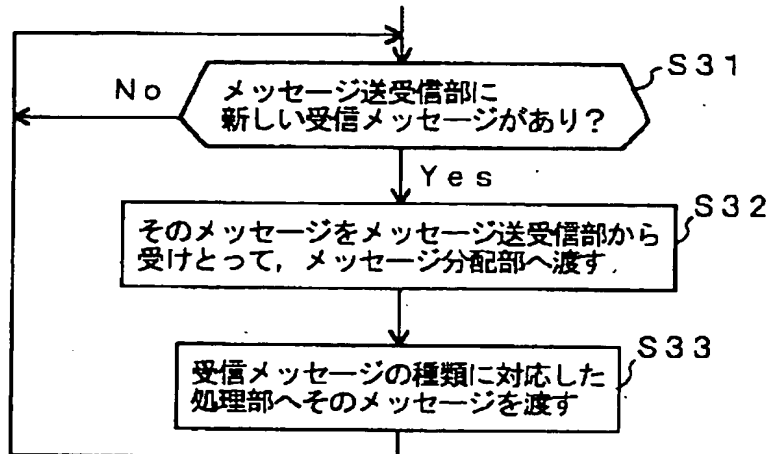 S31
メッセージ送受信部に
新しい受信メッセージがあり?
No
Yes
S32
そのメッセージをメッセージ送受信部から
受けとって，メッセージ分配部へ渡す
S33
受信メッセージの種類に対応した
処理部へそのメッセージを渡す